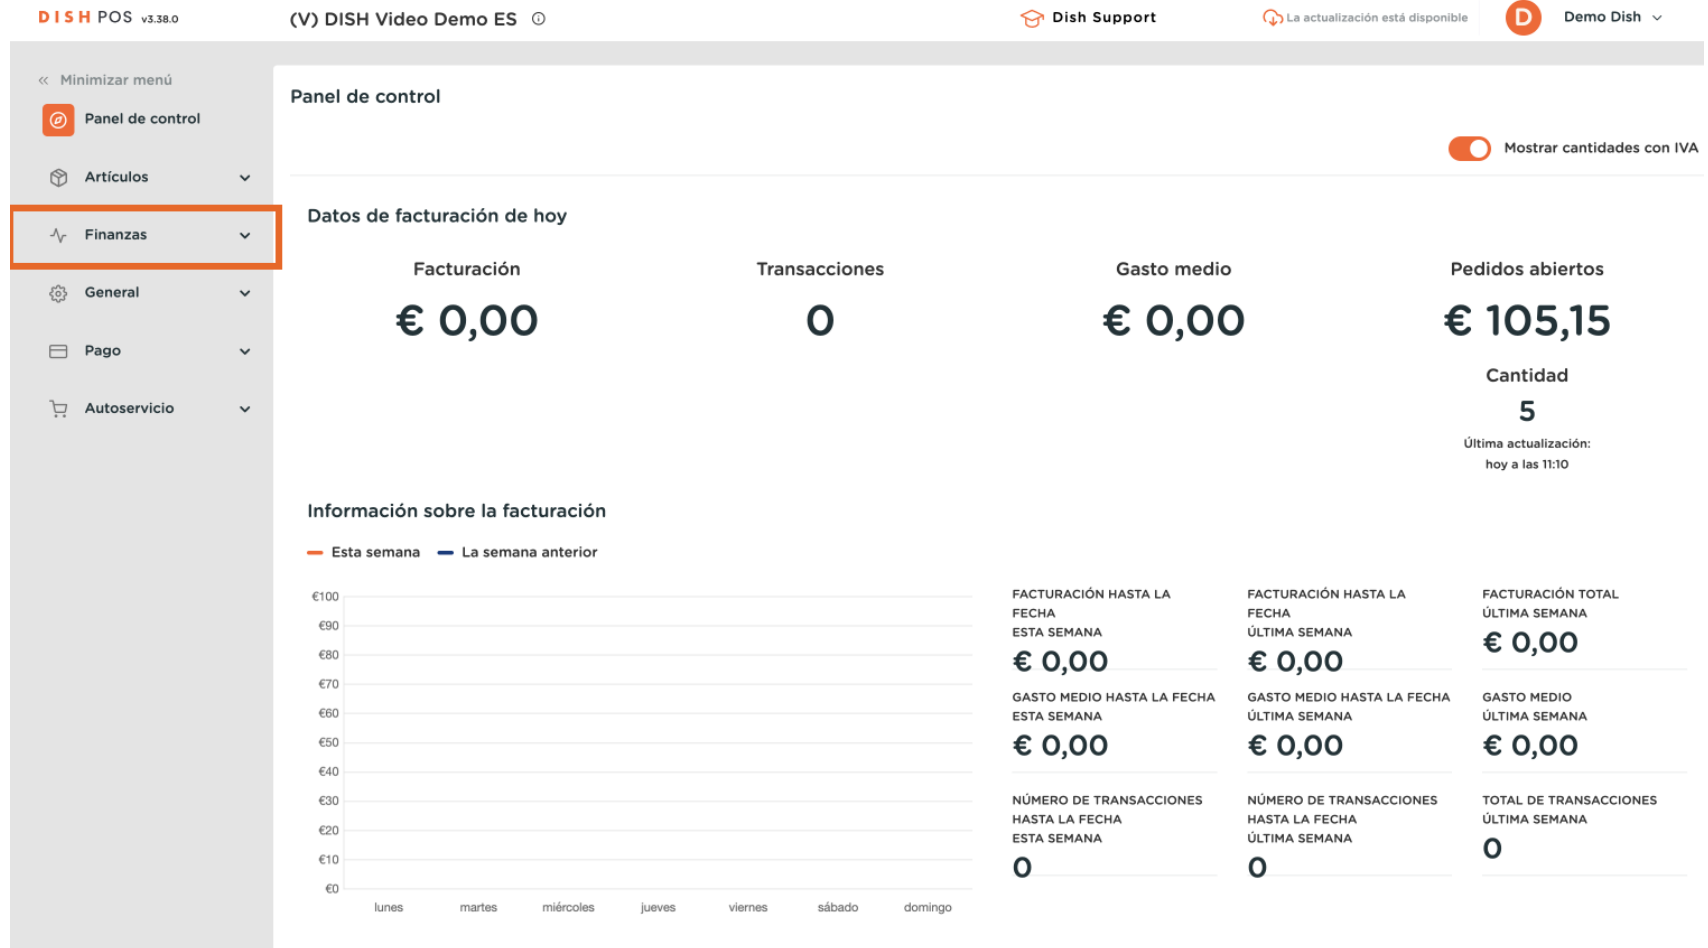 DISH POS v3.38.0
(V) DISH Video Demo ES
Dish Support
La actualización está disponible
D
Demo Dish
Minimizar menú
Panel de control
Artículos
Finanzas
General
Pago
Autoservicio
Panel de control
Mostrar cantidades con IVA
Datos de facturación de hoy
Facturación
€ 0,00
Transacciones
0
Gasto medio
€ 0,00
Pedidos abiertos
€ 105,15
Cantidad
5
Última actualización:
hoy a las 11:10
Información sobre la facturación
Esta semana La semana anterior
€100
€90
€80
€70
€60
€50
€40
€30
€20
€10
€0
lunes martes miércoles jueves viernes sábado domingo
FACTURACIÓN HASTA LA
FECHA
ESTA SEMANA
€ 0,00
FACTURACIÓN HASTA LA
FECHA
ÚLTIMA SEMANA
€ 0,00
FACTURACIÓN TOTAL
ÚLTIMA SEMANA
€ 0,00
GASTO MEDIO HASTA LA FECHA
ESTA SEMANA
€ 0,00
GASTO MEDIO HASTA LA FECHA
ÚLTIMA SEMANA
€ 0,00
GASTO MEDIO
ÚLTIMA SEMANA
€ 0,00
NÚMERO DE TRANSACCIONES
HASTA LA FECHA
ESTA SEMANA
0
NÚMERO DE TRANSACCIONES
HASTA LA FECHA
ÚLTIMA SEMANA
0
TOTAL DE TRANSACCIONES
ÚLTIMA SEMANA
0